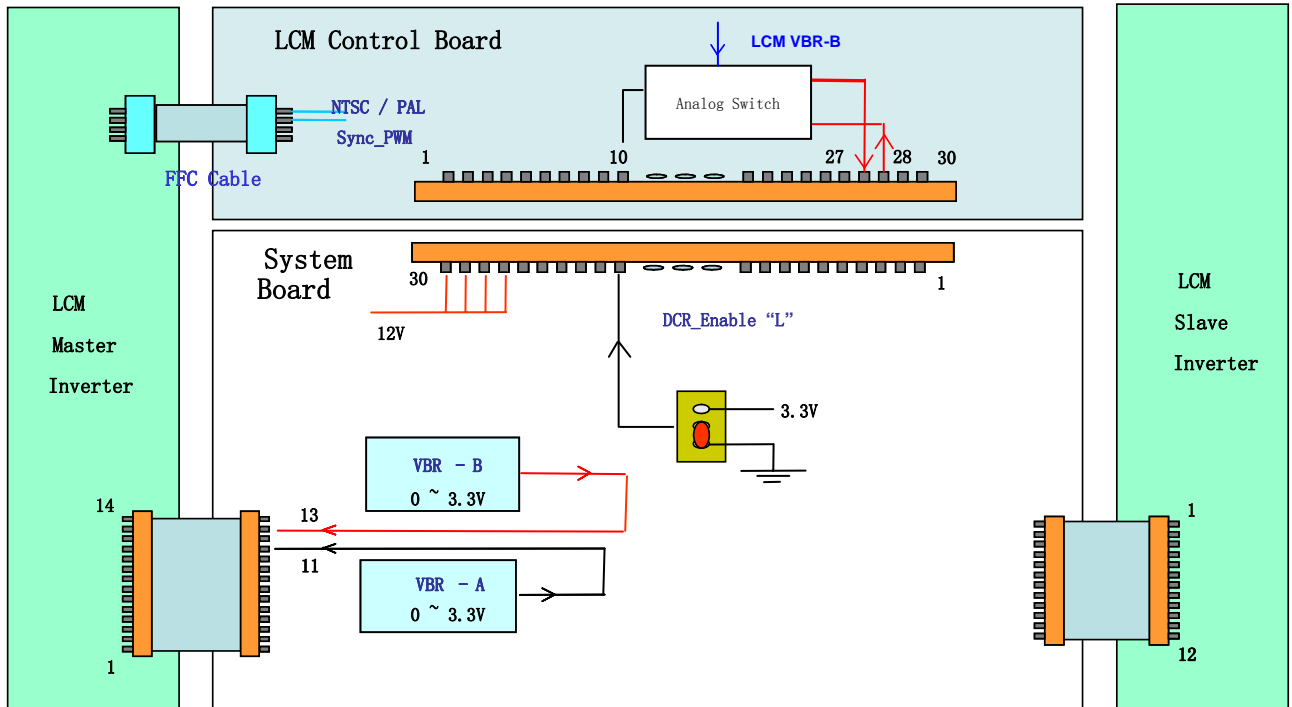 LCM Control Board
LCM VBR-B
Analog Switch
NTSC / PAL
Sync_PWM
FFC Cable
1
10
27
28
30
System
Board
30
1
12V
DCR_Enable “L”
3.3V
LCM
Master
Inverter
LCM
Slave
Inverter
VBR - B
0 ~ 3.3V
14
13
11
1
VBR - A
0 ~ 3.3V
1
12